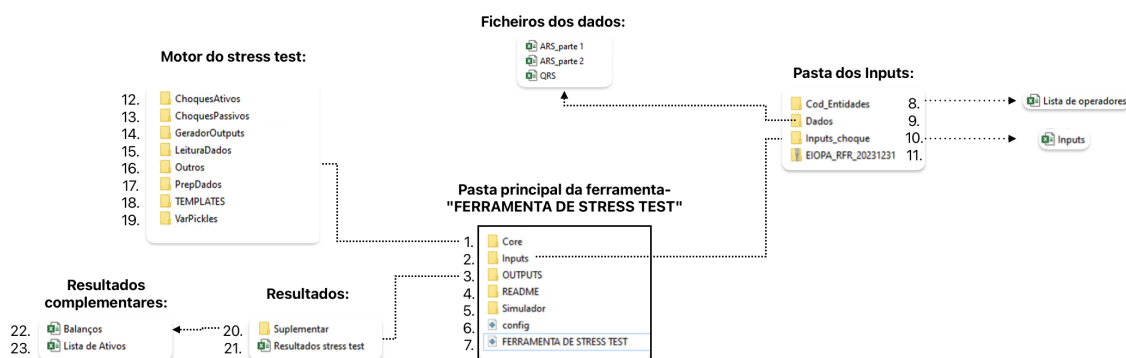 Ficheiros dos dados:
ARS_parte 1
ARS_parte 2
QRS
Motor do stress test:
12. ChoquesAtivos
13. ChoquesPassivos
14. GeradorOutputs
15. LeituraDados
16. Outros
17. PrepDados
18. TEMPLATES
19. VarPickles
Pasta dos Inputs:
Cod_Entidades 8.
Dados 9.
Inputs_choque 10.
EIOPA_RFR_20231231 11.
Lista de operadores
Inputs
Pasta principal da ferramenta-
"FERRAMENTA DE STRESS TEST"
1. Core
2. Inputs
3. OUTPUTS
4. README
5. Simulador
6. config
7. FERRAMENTA DE STRESS TEST
Resultados
complementares:
22. Balanços
23. Lista de Ativos
Resultados:
20. Suplementar
21. Resultados stress test